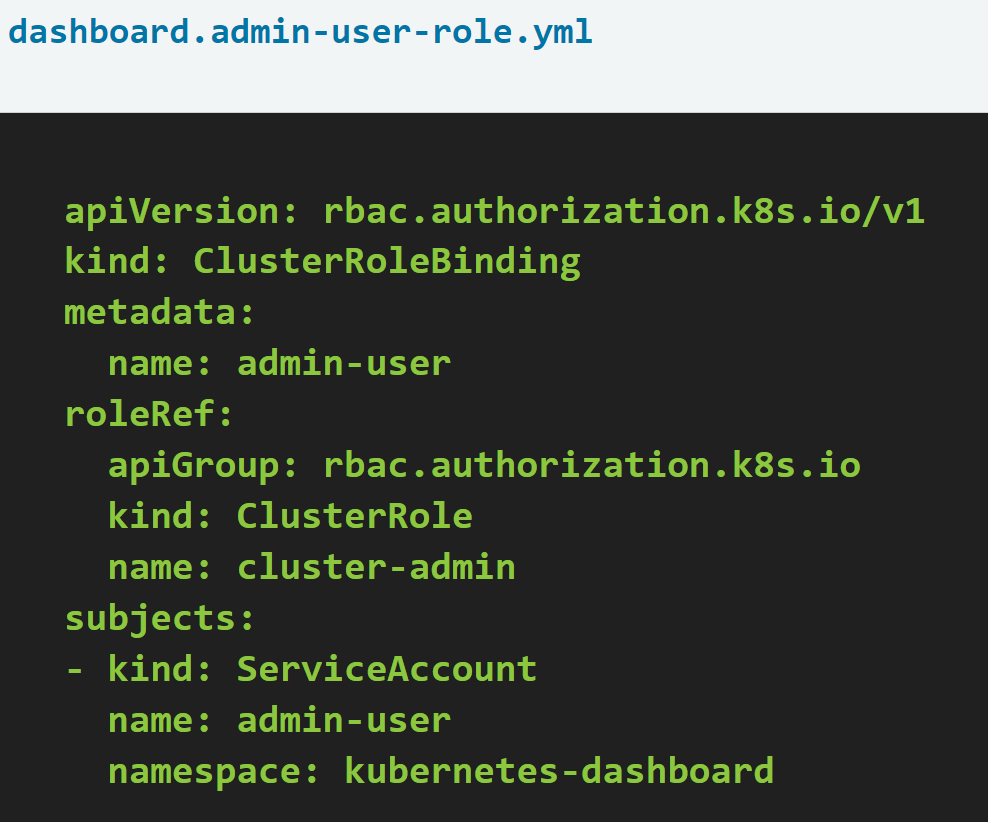 dashboard.admin-user-role.yml
apiVersion: rbac.authorization.k8s.io/v1
kind: ClusterRoleBinding
metadata:
  name: admin-user
roleRef:
  apiGroup: rbac.authorization.k8s.io
  kind: ClusterRole
  name: cluster-admin
subjects:
- kind: ServiceAccount
  name: admin-user
  namespace: kubernetes-dashboard